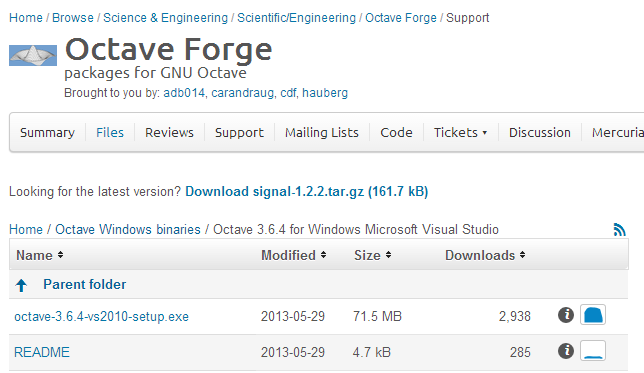 Home / Browse / Science & Engineering / Scientific/Engineering / Octave Forge / Support
Octave Forge
packages for GNU Octave
Brought to you by: adb014, carandraug, cdf, hauberg
Summary Files Reviews Support Mailing Lists Code Tickets Discussion Mercuria
Looking for the latest version? Download signal-1.2.2.tar.gz (161.7 kB)
Home / Octave Windows binaries / Octave 3.6.4 for Windows Microsoft Visual Studio
Name Modified Size Downloads
Parent folder
octave-3.6.4-vs2010-setup.exe 2013-05-29 71.5 MB 2,938
README 2013-05-29 4.7 kB 285